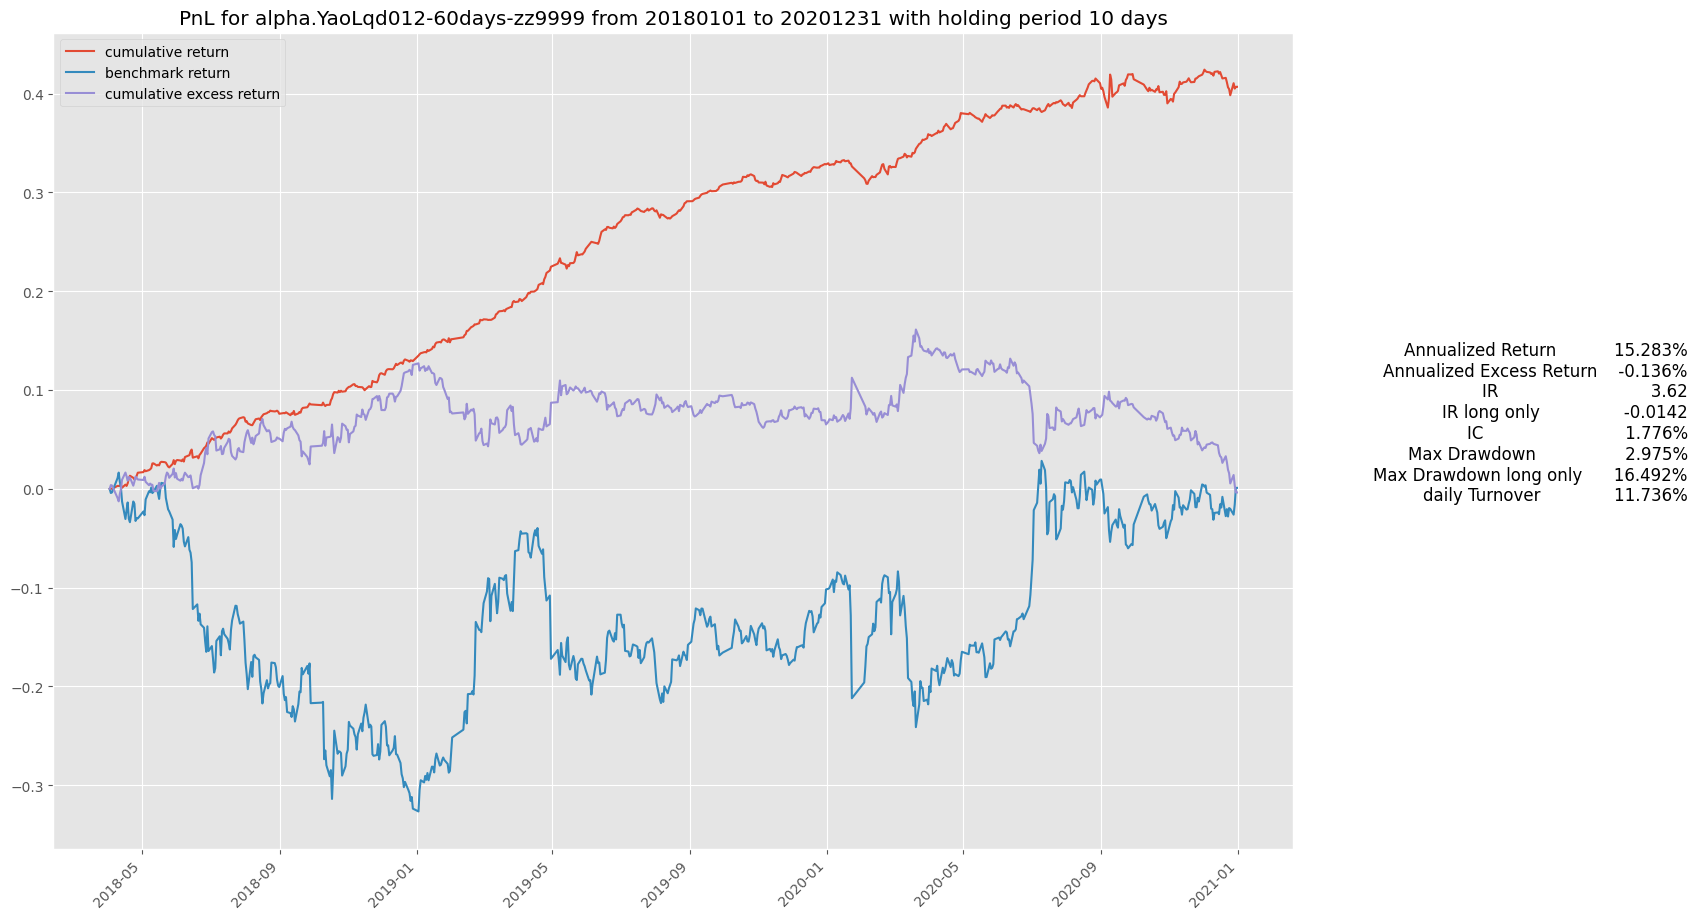 PnL for alpha.YaoLqd012-60days-zz9999 from 20180101 to 20201231 with holding period 10 days
cumulative return
benchmark return
cumulative excess return
0.4
0.3
0.2
0.1
0.0
−0.1
−0.2
−0.3
2018-05
2018-09
2019-01
2019-05
2019-09
2020-01
2020-05
2020-09
2021-01
Annualized Return 15.283%
Annualized Excess Return -0.136%
IR 3.62
IR long only -0.0142
IC 1.776%
Max Drawdown 2.975%
Max Drawdown long only 16.492%
daily Turnover 11.736%